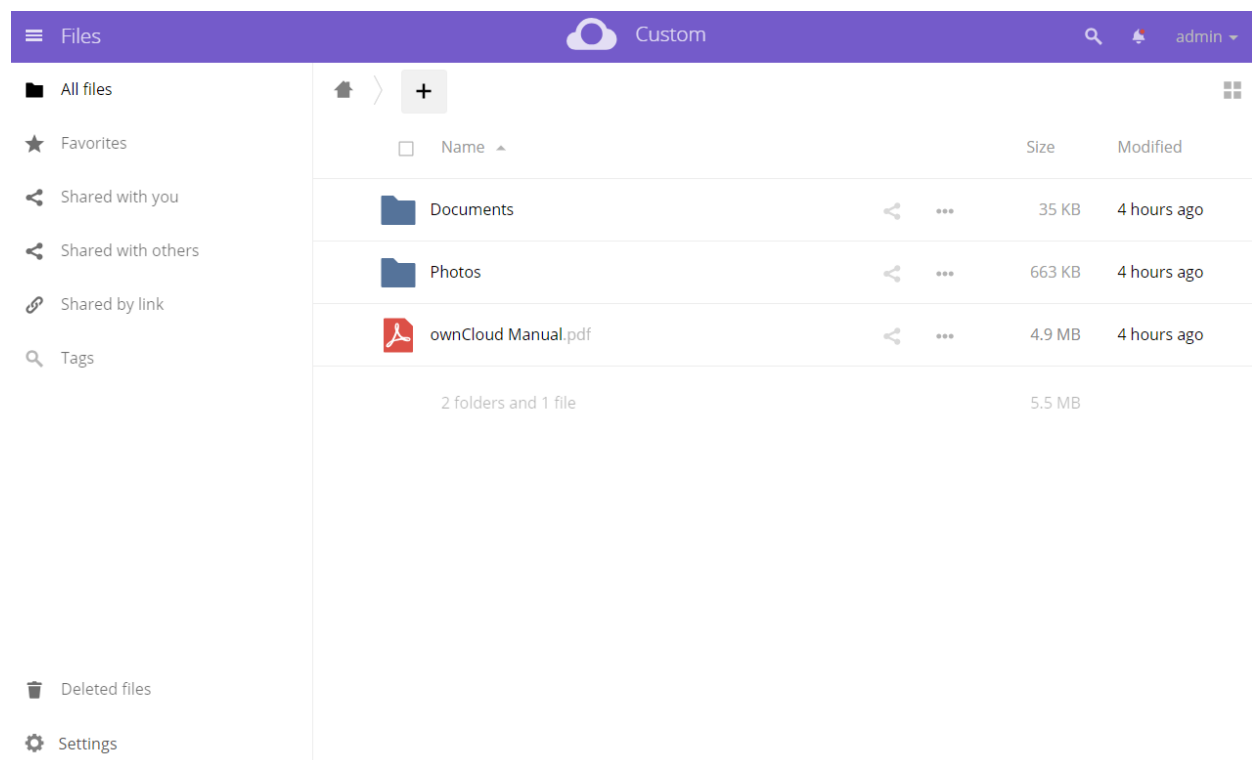 Files Custom admin
All files
Favorites
Shared with you
Shared with others
Shared by link
Tags
Deleted files
Settings
+
Name Size Modified
Documents ••• 35 KB 4 hours ago
Photos ••• 663 KB 4 hours ago
ownCloud Manual.pdf ••• 4.9 MB 4 hours ago
2 folders and 1 file 5.5 MB